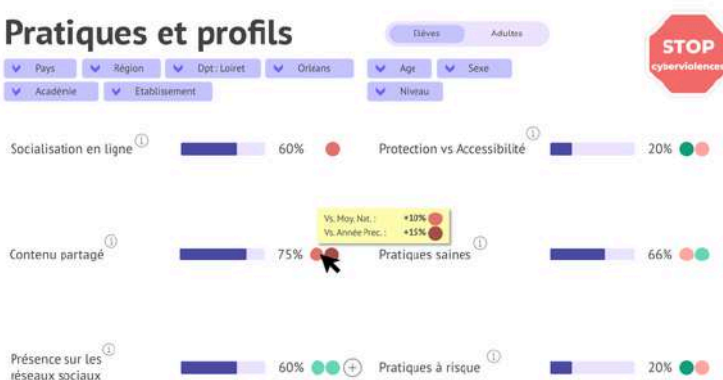 Pratiques et profils
Élèves Adultes
STOP
cyberviolences
Pays Région Dpt: Loiret Orléans Age Sexe
Académie Etablissement Niveau
Socialisation en ligne i 60%
Protection vs Accessibilité i 20%
Vs. Moy. Nat. : +10%
Vs. Année Prec. : +15%
Contenu partagé i 75%
Pratiques saines i 66%
Présence sur les
réseaux sociaux i 60% +
Pratiques à risque i 20%